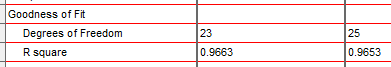 Goodness of Fit
Degrees of Freedom 23 25
R square 0.9663 0.9653